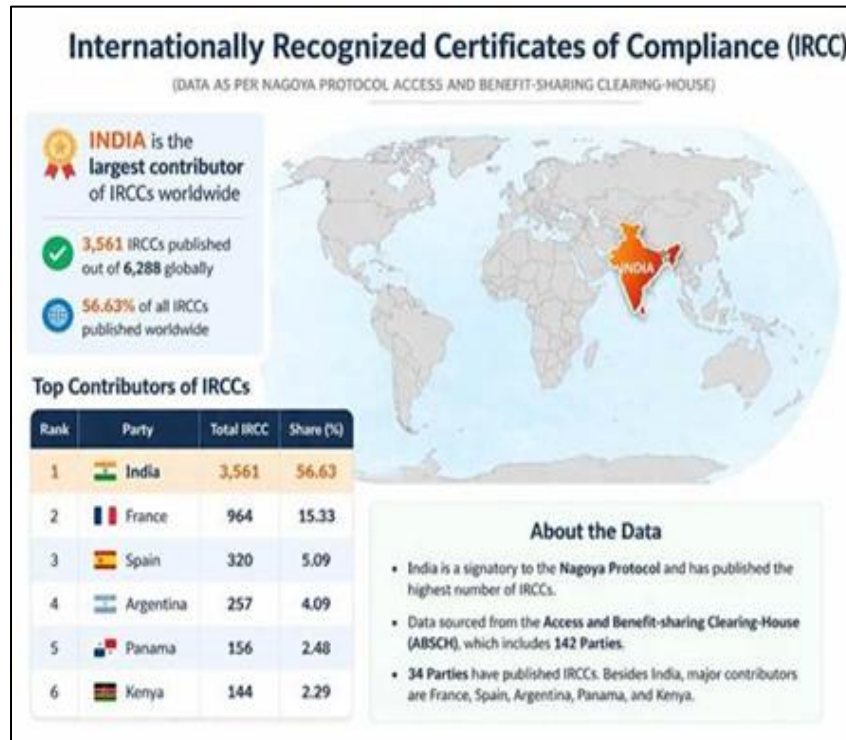 Internationally Recognized Certificates of Compliance (IRCC)
(DATA AS PER NAGOYA PROTOCOL ACCESS AND BENEFIT-SHARING CLEARING-HOUSE)
INDIA is the
largest contributor
of IRCCs worldwide
3,561 IRCCs published
out of 6,288 globally
56.63% of all IRCCs
published worldwide
INDIA
Top Contributors of IRCCs
Rank Party Total IRCC Share (%)
1 India 3,561 56.63
2 France 964 15.33
3 Spain 320 5.09
4 Argentina 257 4.09
5 Panama 156 2.48
6 Kenya 144 2.29
About the Data
• India is a signatory to the Nagoya Protocol and has published the
highest number of IRCCs.
• Data sourced from the Access and Benefit-sharing Clearing-House
(ABSCH), which includes 142 Parties.
• 34 Parties have published IRCCs. Besides India, major contributors
are France, Spain, Argentina, Panama, and Kenya.